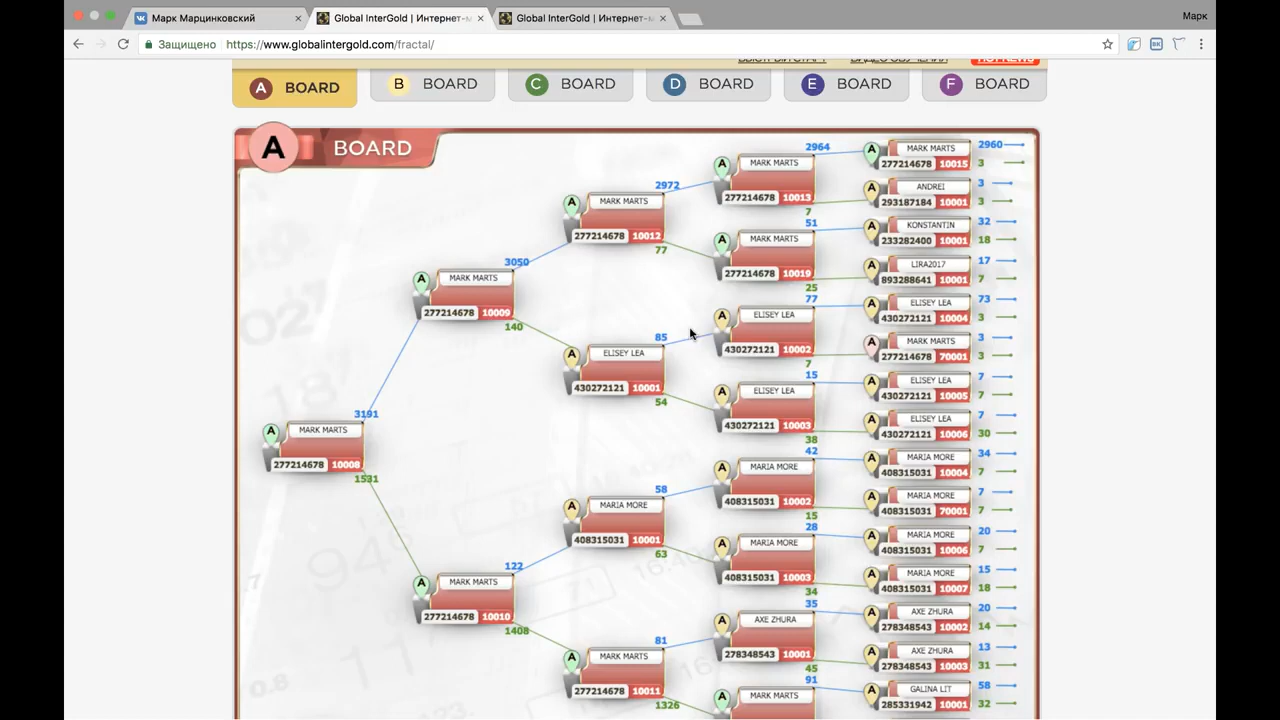 Марк Марцинковский
Global InterGold | Интернет-м
Global InterGold | Интернет-м
Марк
Защищено
https://www.globalintergold.com/fractal/
A BOARD
B BOARD
C BOARD
D BOARD
E BOARD
F BOARD
A BOARD
2964
A MARK MARTS 2960
277214678 10015 3
A MARK MARTS
277214678 10013
7
2972
A ANDREI 3
293187184 10001 3
A MARK MARTS
277214678 10012
77
51
A KONSTANTIN 32
233282400 10001 18
A MARK MARTS
277214678 10019
25
3050
A LIRA2017 17
893288641 10001 7
A MARK MARTS
277214678 10009
140
77
A ELISEY LEA 73
430272121 10004 3
A ELISEY LEA
430272121 10002
7
85
A MARK MARTS 3
277214678 70001 3
A ELISEY LEA
430272121 10001
54
15
A ELISEY LEA 7
430272121 10005 7
A ELISEY LEA
430272121 10003
38
3191
A ELISEY LEA 7
430272121 10006 30
A MARK MARTS
277214678 10008
1531
42
A MARIA MORE 34
408315031 10004 7
A MARIA MORE
408315031 10002
15
58
A MARIA MORE 7
408315031 70001 7
A MARIA MORE
408315031 10001
63
28
A MARIA MORE 20
408315031 10006 7
A MARIA MORE
408315031 10003
34
122
A MARIA MORE 15
408315031 10007 18
A MARK MARTS
277214678 10010
1408
35
A AXE ZHURA 20
278348543 10002 14
A AXE ZHURA
278348543 10001
45
81
A AXE ZHURA 13
278348543 10003 31
A MARK MARTS
277214678 10011
1326
91
A GALINA LIT 58
285331942 10001 32
A MARK MARTS